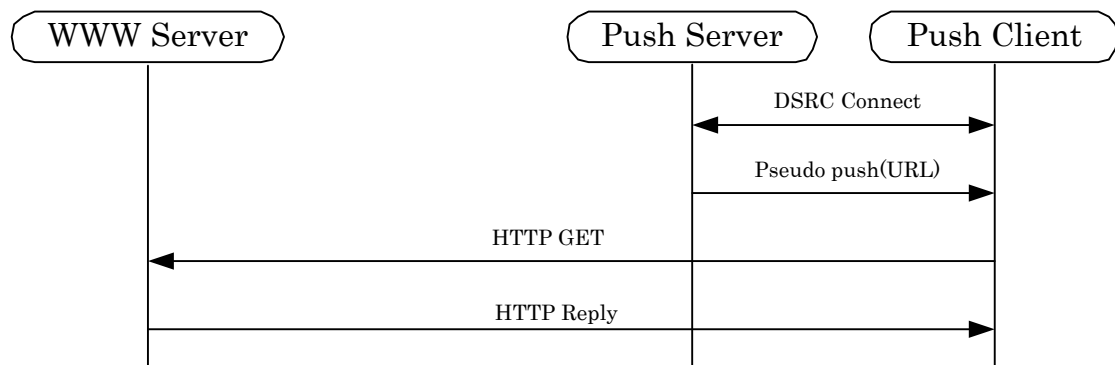 WWW Server
Push Server
Push Client
DSRC Connect
Pseudo push(URL)
HTTP GET
HTTP Reply